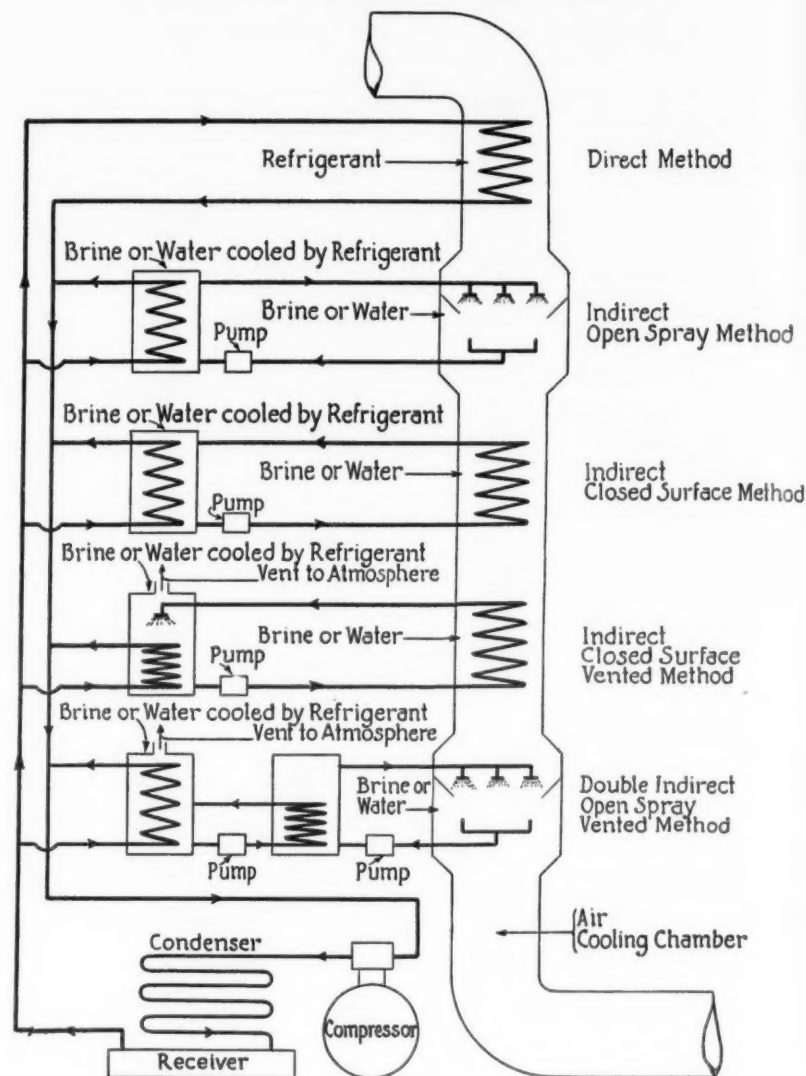 Refrigerant
Direct Method
Brine or Water cooled by Refrigerant
Brine or Water
Pump
Indirect
Open Spray Method
Brine or Water cooled by Refrigerant
Brine or Water
Pump
Indirect
Closed Surface Method
Brine or Water cooled by Refrigerant
Vent to Atmosphere
Brine or Water
Pump
Indirect
Closed Surface
Vented Method
Brine or Water cooled by Refrigerant
Vent to Atmosphere
Brine or
Water
Pump
Pump
Double Indirect
Open Spray
Vented Method
Air
Cooling Chamber
Condenser
Compressor
Receiver